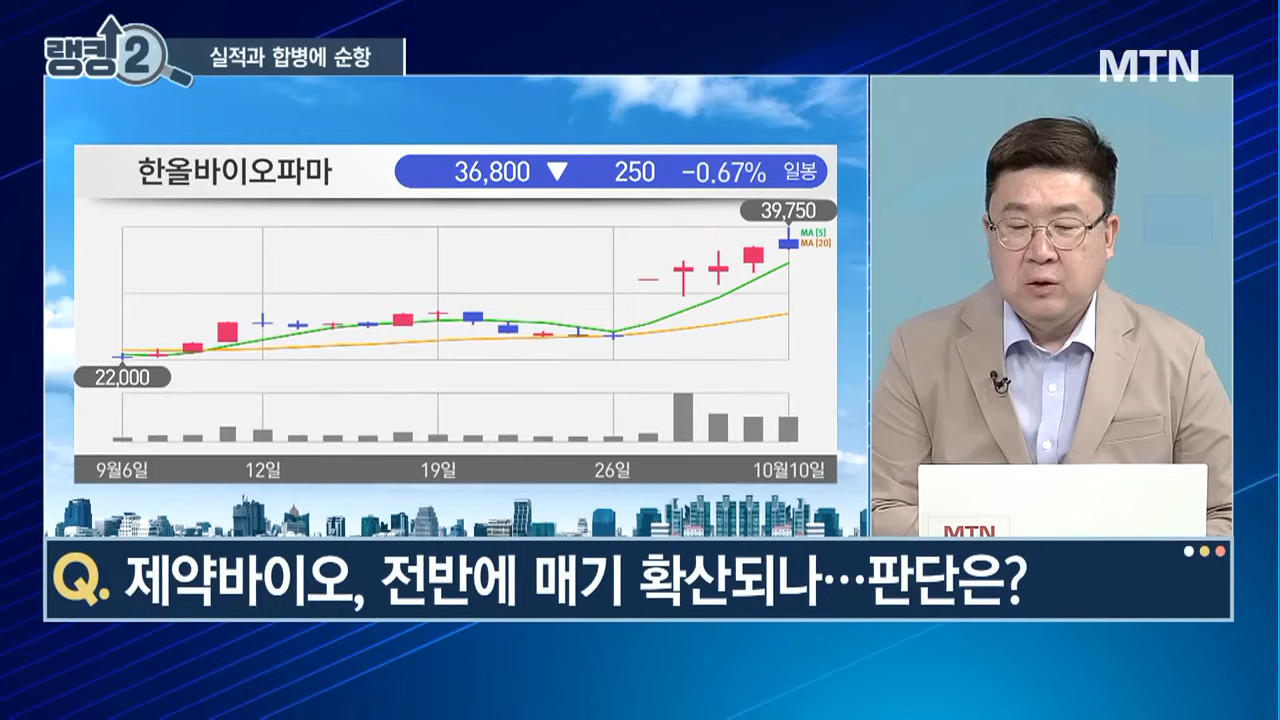 랭킹2 실적과 합병에 순항
MTN
한올바이오파마 36,800 ▼ 250 -0.67% 일봉
39,750
MA [5]
MA [20]
22,000
9월6일 12일 19일 26일 10월10일
MTN
Q. 제약바이오, 전반에 매기 확산되나…판단은?